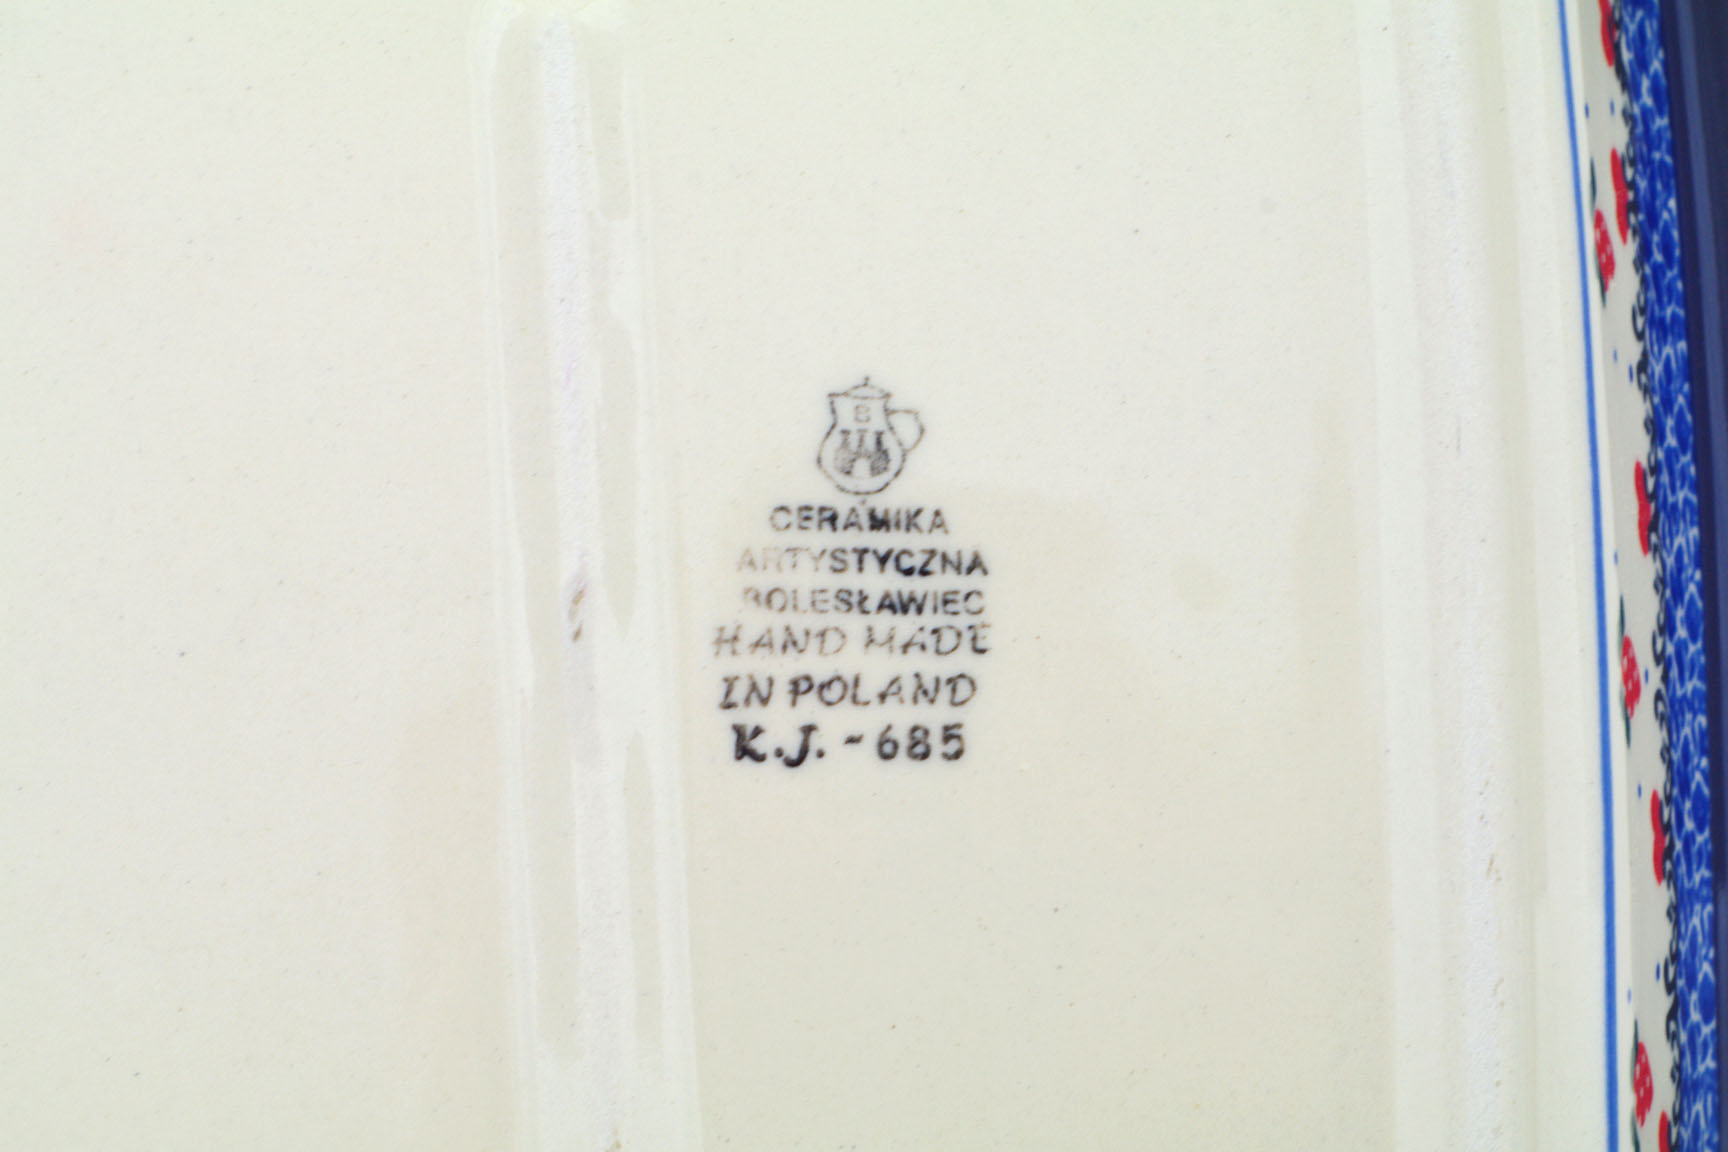 B
CERAMIKA
ARTYSTYCZNA
BOLESŁAWIEC
HAND MADE
IN POLAND
K.J. - 685